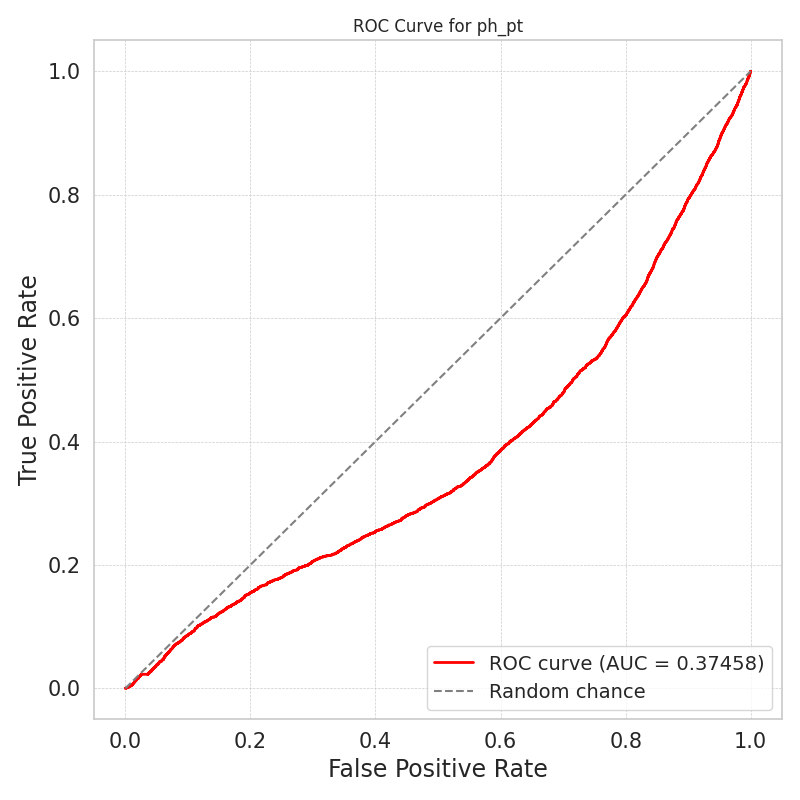 ROC Curve for ph_pt
1.0
0.8
0.6
0.4
0.2
0.0
True Positive Rate
ROC curve (AUC = 0.37458)
Random chance
0.0 0.2 0.4 0.6 0.8 1.0
False Positive Rate